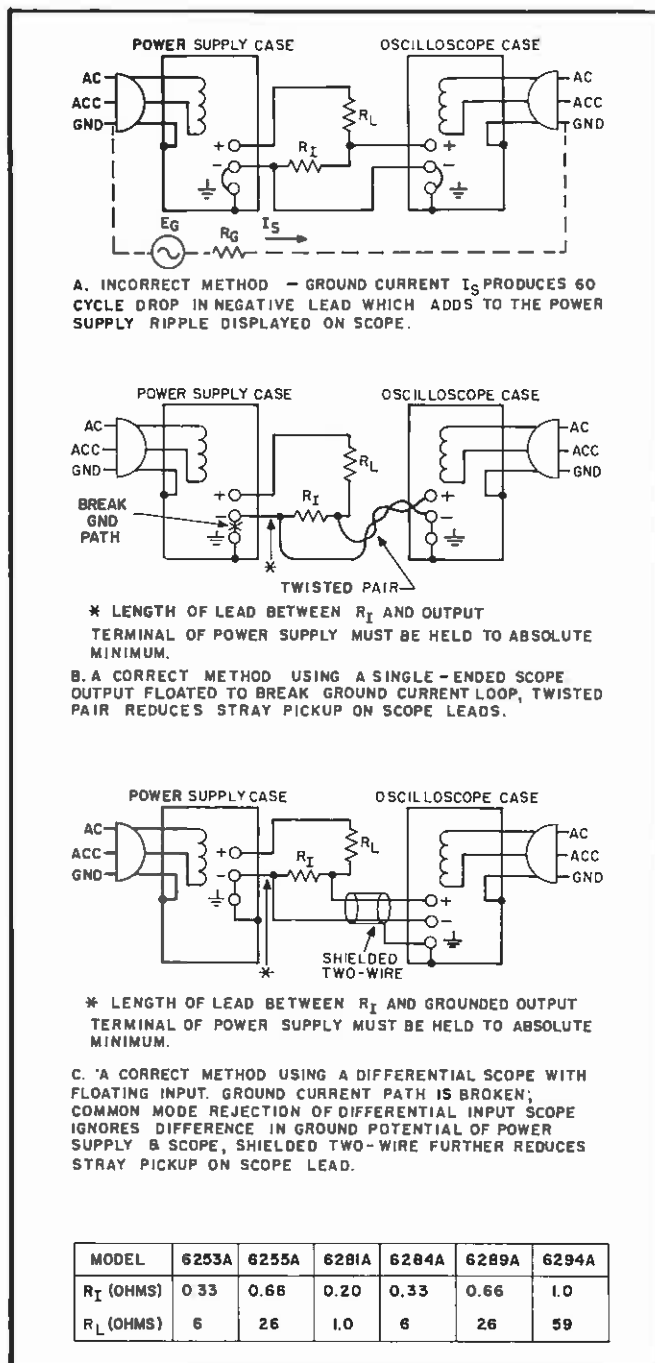 POWER SUPPLY CASE OSCILLOSCOPE CASE
AC AC
ACC ACC
GND GND
+ RL +
- RI -
EG RG IS
A. INCORRECT METHOD - GROUND CURRENT IS PRODUCES 60
CYCLE DROP IN NEGATIVE LEAD WHICH ADDS TO THE POWER
SUPPLY RIPPLE DISPLAYED ON SCOPE.
POWER SUPPLY CASE OSCILLOSCOPE CASE
AC AC
ACC ACC
GND GND
+ RL
RI +
- -
BREAK
GND
PATH
*
TWISTED PAIR
* LENGTH OF LEAD BETWEEN RI AND OUTPUT
TERMINAL OF POWER SUPPLY MUST BE HELD TO ABSOLUTE
MINIMUM.
B. A CORRECT METHOD USING A SINGLE-ENDED SCOPE
OUTPUT FLOATED TO BREAK GROUND CURRENT LOOP, TWISTED
PAIR REDUCES STRAY PICKUP ON SCOPE LEADS.
POWER SUPPLY CASE OSCILLOSCOPE CASE
AC AC
ACC ACC
GND GND
+ RL
- RI
+
-
*
SHIELDED
TWO-WIRE
* LENGTH OF LEAD BETWEEN RI AND GROUNDED OUTPUT
TERMINAL OF POWER SUPPLY MUST BE HELD TO ABSOLUTE
MINIMUM.
C. A CORRECT METHOD USING A DIFFERENTIAL SCOPE WITH
FLOATING INPUT. GROUND CURRENT PATH IS BROKEN;
COMMON MODE REJECTION OF DIFFERENTIAL INPUT SCOPE
IGNORES DIFFERENCE IN GROUND POTENTIAL OF POWER
SUPPLY & SCOPE, SHIELDED TWO-WIRE FURTHER REDUCES
STRAY PICKUP ON SCOPE LEAD.
MODEL 6253A 6255A 6281A 6284A 6289A 6294A
RI (OHMS) 0.33 0.66 0.20 0.33 0.66 1.0
RL (OHMS) 6 26 1.0 6 26 59